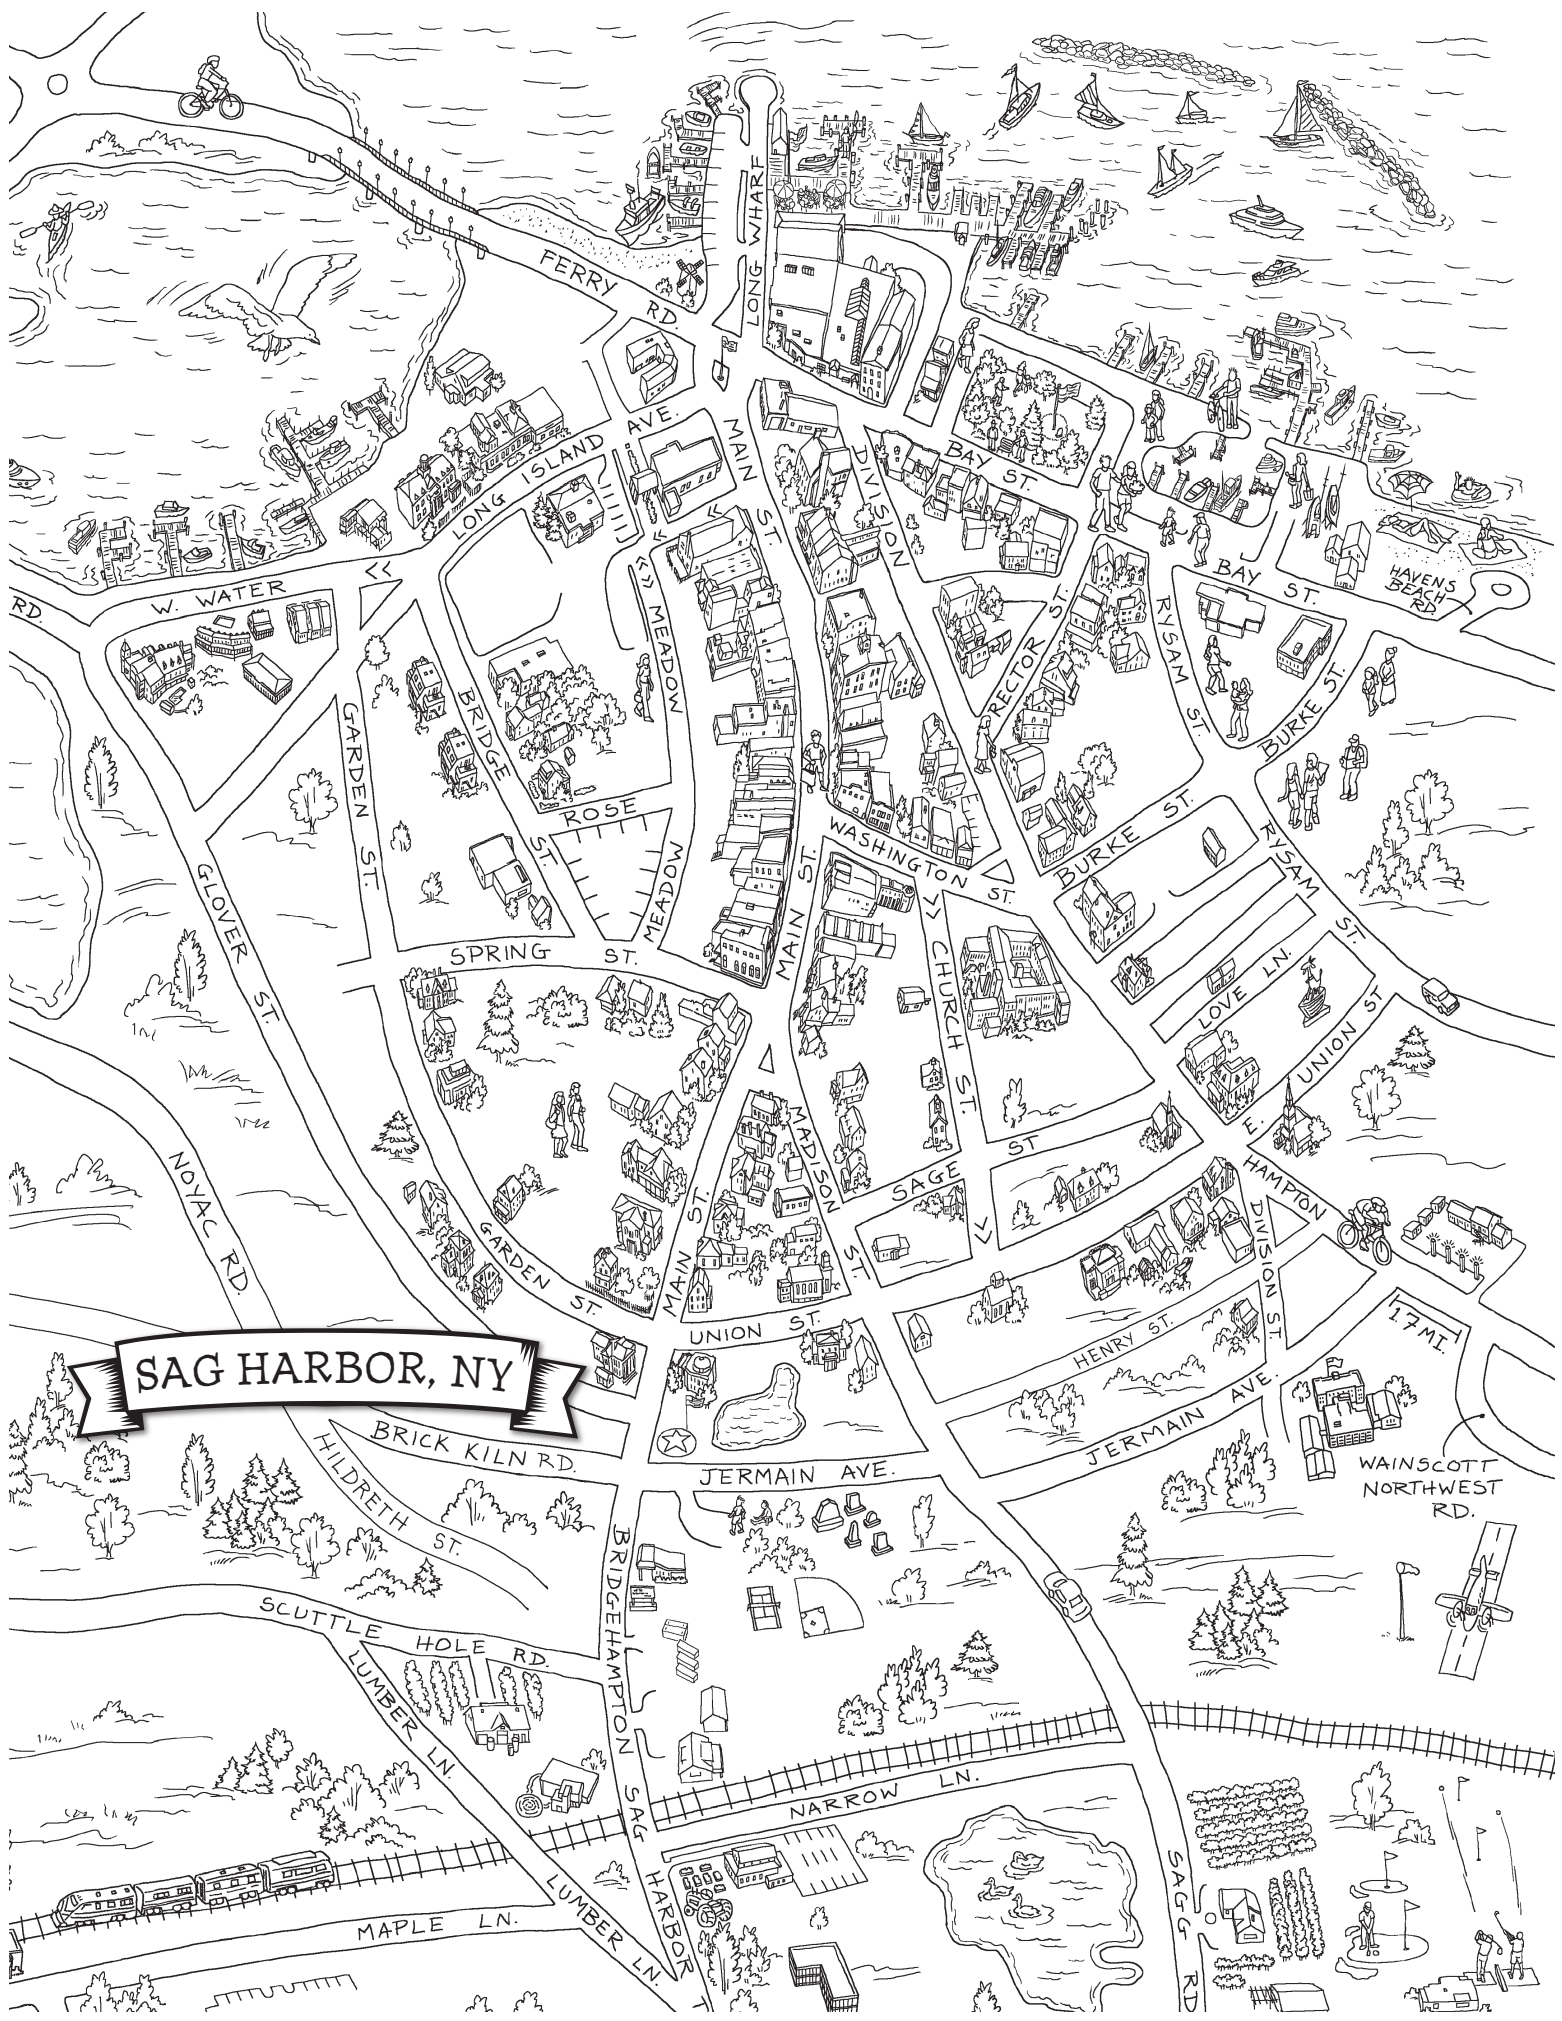 LONG WHARF
FERRY RD.
LONG ISLAND AVE.
MAIN ST.
DIVISION
BAY ST.
W. WATER
RD.
BAY ST.
HAVENS
BEACH
RD.
MEADOW
RECTOR ST.
RYSAM ST.
BURKE ST.
GARDEN ST.
BRIDGE ST.
ROSE
MEADOW
WASHINGTON ST.
BURKE ST.
RYSAM ST.
GLOVER ST.
SPRING ST.
MAIN ST.
CHURCH ST.
LOVE LN.
E. UNION ST
MADISON ST.
SAGE ST
HAMPTON
NOYAC RD.
GARDEN ST.
MAIN ST.
DIVISION ST.
UNION ST.
HENRY ST.
17 MI.
SAG HARBOR, NY
JERMAIN AVE.
BRICK KILN RD.
JERMAIN AVE.
HILDRETH ST.
WAINSCOTT
NORTHWEST
RD.
SCUTTLE HOLE RD.
BRIDGEHAMPTON SAG HARBOR T
LUMBER LN.
NARROW LN.
SAGG RD
LUMBER LN.
MAPLE LN.